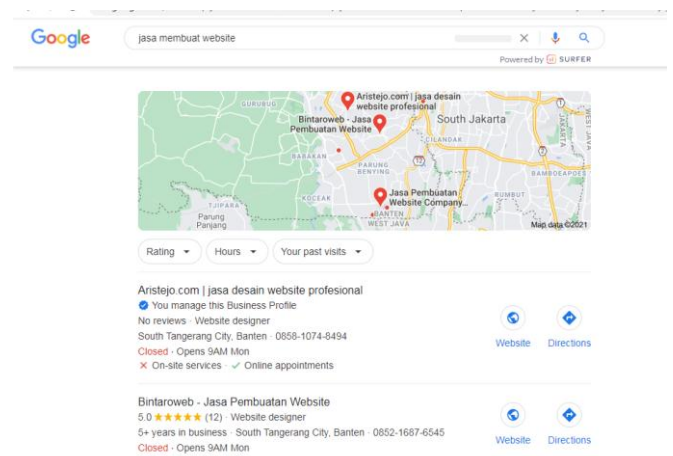 Google
jasa membuat website
Powered by SURFER
GURUBUG
Aristejo.com | jasa desain
website profesional
Bintaroweb - Jasa
Pembuatan Website
South Jakarta
CILANDAK
JAKARTA
WEST JAVA
BABAKAN
PARUNG
BENYING
BAMBOEAPOES
TJIPARA
KOCEAK
Jasa Pembuatan
Website Company...
RUMBUT
Parung
Panjang
BANTEN
WEST JAVA
Map data ©2021
Rating
Hours
Your past visits
Aristejo.com | jasa desain website profesional
You manage this Business Profile
No reviews · Website designer
South Tangerang City, Banten · 0858-1074-8494
Closed · Opens 9AM Mon
On-site services · Online appointments
Website
Directions
Bintaroweb - Jasa Pembuatan Website
5.0 (12) · Website designer
5+ years in business · South Tangerang City, Banten · 0852-1687-6545
Closed · Opens 9AM Mon
Website
Directions